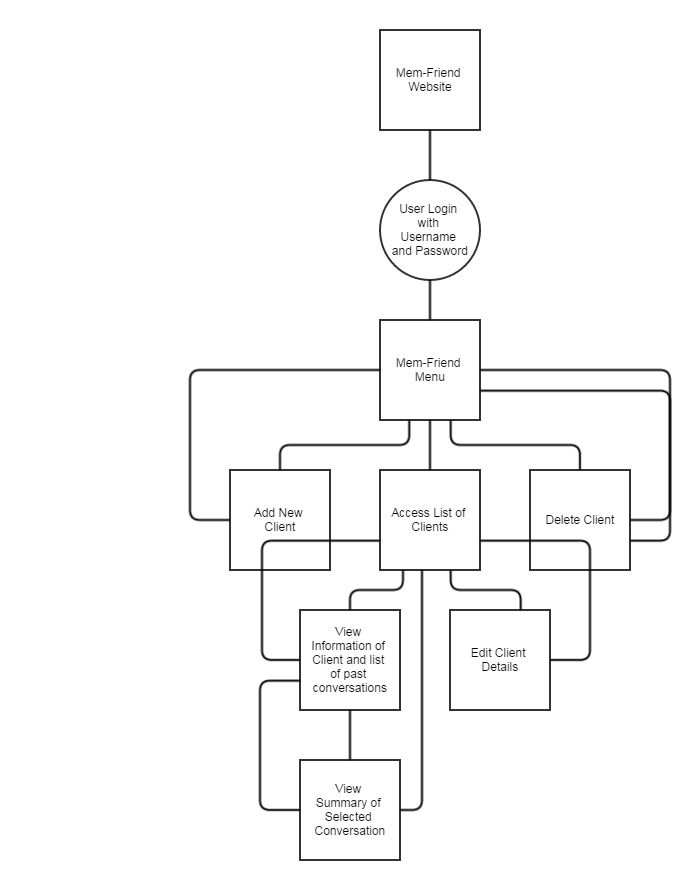 Mem-Friend
Website
User Login
with
Username
and Password
Mem-Friend
Menu
Add New
Client
Access List of
Clients
Delete Client
View
Information of
Client and list
of past
conversations
Edit Client
Details
View
Summary of
Selected
Conversation